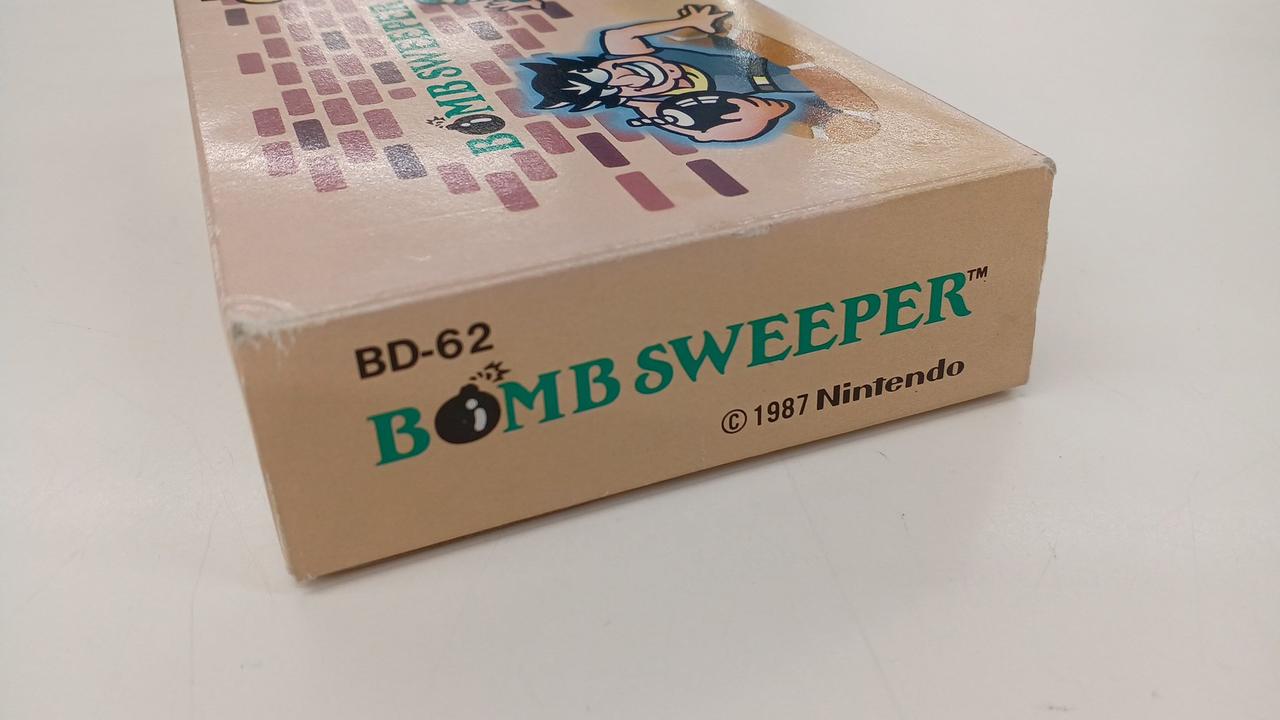 BOMB SWEEPER
BD-62
BOMB SWEEPER™
© 1987 Nintendo